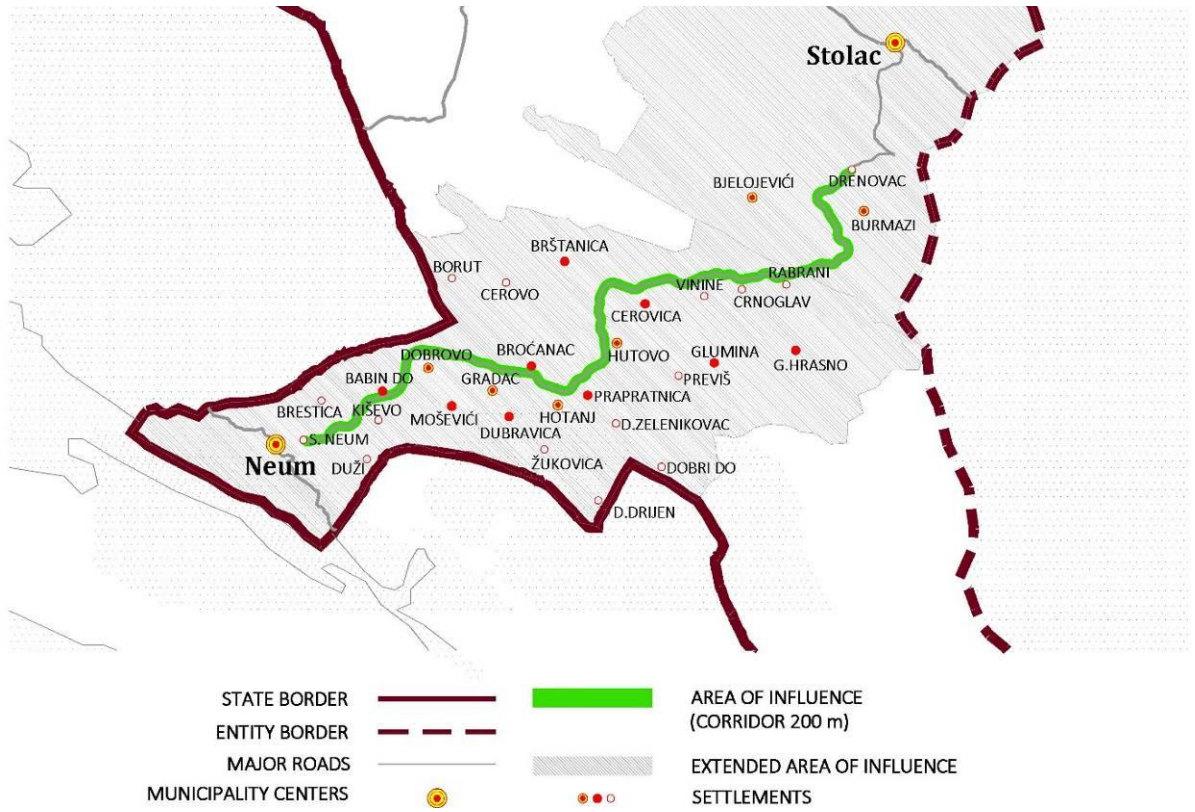 Stolac
DRENOVAC
BJELOJEVIĆI
BURMAZI
BRŠTANICA
BORUT
CEROVO
RABRANI
VININE
CRNOGLAV
CEROVICA
HUTOVO
GLUMINA
G.HRASNO
PREVIŠ
DOBROVO
BROĆANAC
GRADAC
BABIN DO
PRAPRATNICA
BRESTICA
KIŠEVO
MOŠEVIĆI
HOTANJ
DUBRAVICA
D.ZELENIKOVAC
S. NEUM
Neum
DUŽI
ŽUKOVICA
DOBRI DO
D.DRIJEN
STATE BORDER
ENTITY BORDER
MAJOR ROADS
MUNICIPALITY CENTERS
AREA OF INFLUENCE
(CORRIDOR 200 m)
EXTENDED AREA OF INFLUENCE
SETTLEMENTS